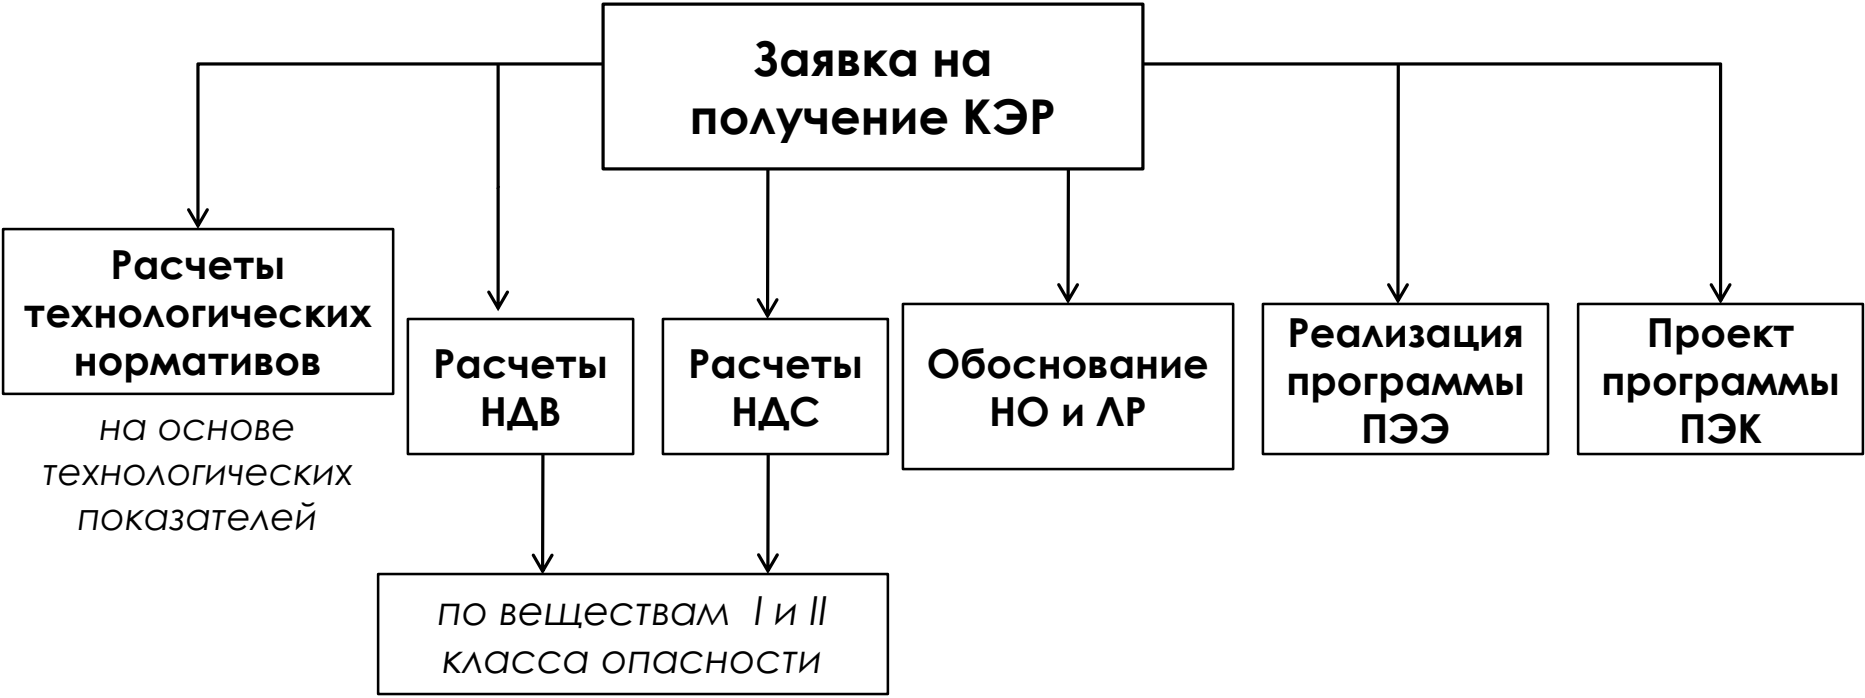 Заявка на
получение КЭР
Расчеты
технологических
нормативов
на основе
технологических
показателей
Расчеты
НДВ
Расчеты
НДС
по веществам I и II
класса опасности
Обоснование
НО и ЛР
Реализация
программы
ПЭЭ
Проект
программы
ПЭК